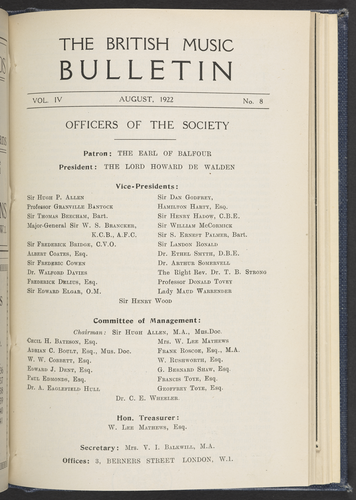 THE BRITISH MUSIC
BULLETIN
VOL. IV AUGUST, 1922 No. 8
OFFICERS OF THE SOCIETY
Patron: THE EARL OF BALFOUR
President: THE LORD HOWARD DE WALDEN
Vice-Presidents:
Sir Hugh P. Allen
Professor Granville Bantock
Sir Thomas Beecham, Bart.
Major-General Sir W. S. Brancker,
K.C.B., A.F.C.
Sir Frederick Bridge, C.V.O.
Albert Coates, Esq.
Sir Frederic Cowen
Dr. Walford Davies
Frederick Delius, Esq.
Sir Edward Elgar, O.M.
Sir Dan Godfrey,
Hamilton Harty, Esq.
Sir Henry Hadow, C.B.E.
Sir William McCormick
Sir S. Ernest Palmer, Bart.
Sir Landon Ronald
Dr. Ethel Smyth, D.B.E.
Dr. Arthur Somervell
The Right Rev. Dr. T. B. Strong
Professor Donald Tovey
Lady Maud Warrender
Sir Henry Wood
Committee of Management:
Chairman: Sir Hugh Allen, M.A., Mus.Doc.
Cecil H. Bateson, Esq.
Adrian C. Boult, Esq., Mus. Doc.
W. W. Cobbett, Esq.
Edward J. Dent, Esq.
Paul Edmonds, Esq.
Dr. A. Eaglefield Hull
Mrs. W. Lee Mathews
Frank Roscoe, Esq., M.A.
W. Rushworth, Esq.
G. Bernard Shaw, Esq.
Francis Toye, Esq.
Geoffrey Toye, Esq.
Dr. C. E. Wheeler.
Hon. Treasurer:
W. Lee Mathews, Esq.
Secretary: Mrs. V. I. Balkwill, M.A.
Offices: 3, BERNERS STREET LONDON, W.1.